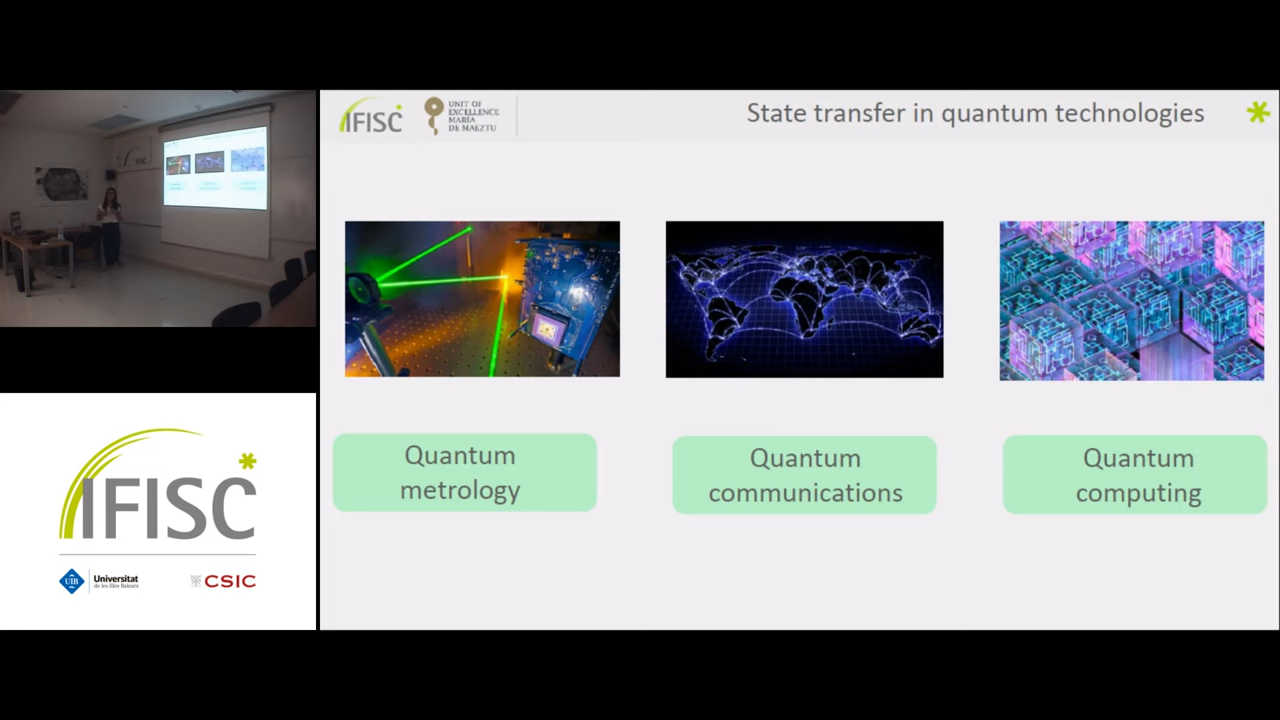 IFISC
UNIT OF
EXCELLENCE
MARÍA
DE MAEZTU
State transfer in quantum technologies
Quantum
metrology
Quantum
communications
Quantum
computing
IFISC
UIB
Universitat
de les Illes Balears
CSIC